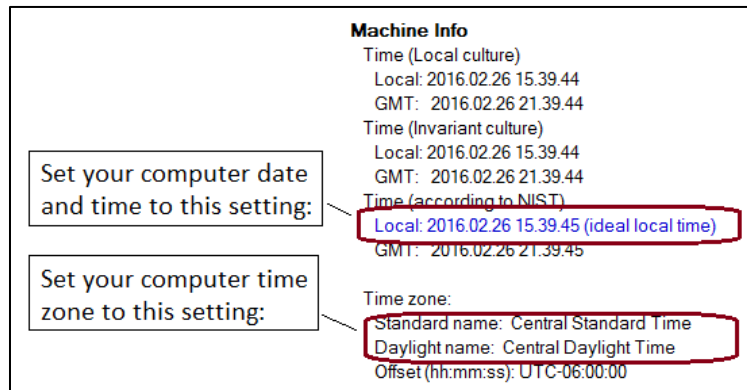 Machine Info
Time (Local culture)
Local: 2016.02.26 15.39.44
GMT: 2016.02.26 21.39.44
Time (Invariant culture)
Local: 2016.02.26 15.39.44
GMT: 2016.02.26 21.39.44
Set your computer date
and time to this setting:
Time (according to NIST)
Local: 2016.02.26 15.39.45 (ideal local time)
GMT: 2016.02.26 21.39.45
Set your computer time
zone to this setting:
Time zone:
Standard name: Central Standard Time
Daylight name: Central Daylight Time
Offset (hh:mm:ss): UTC-06:00:00